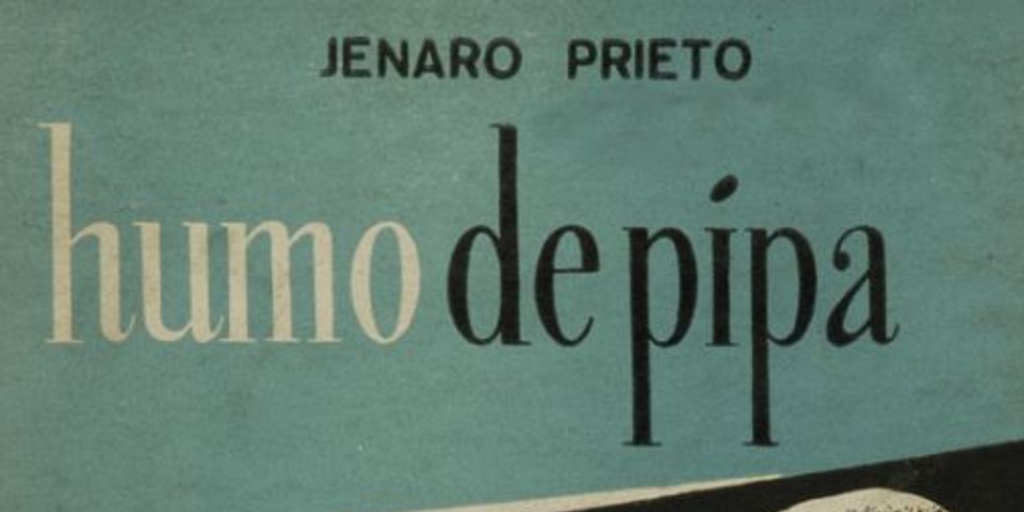 JENARO PRIETO
humo de pipa